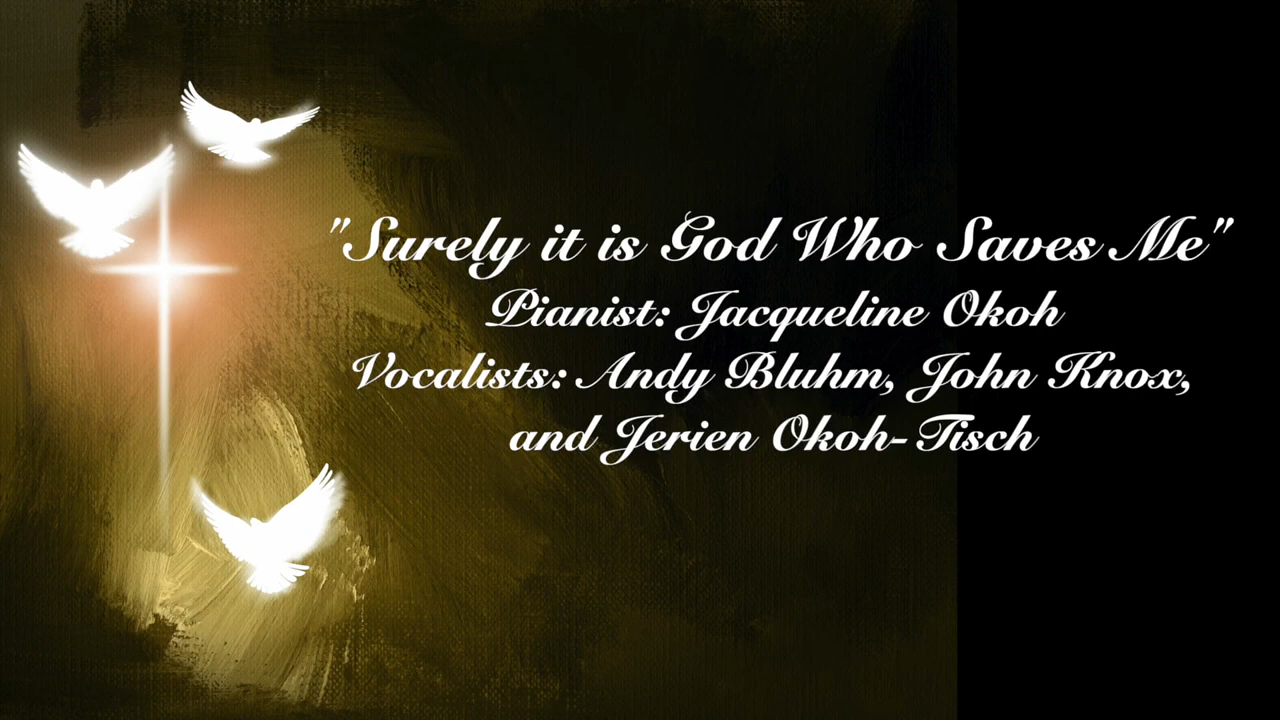 "Surely it is God Who Saves Me"
Pianist: Jacqueline Okoh
Vocalists: Andy Bluhm, John Knox,
and Jerien Okoh-Tisch